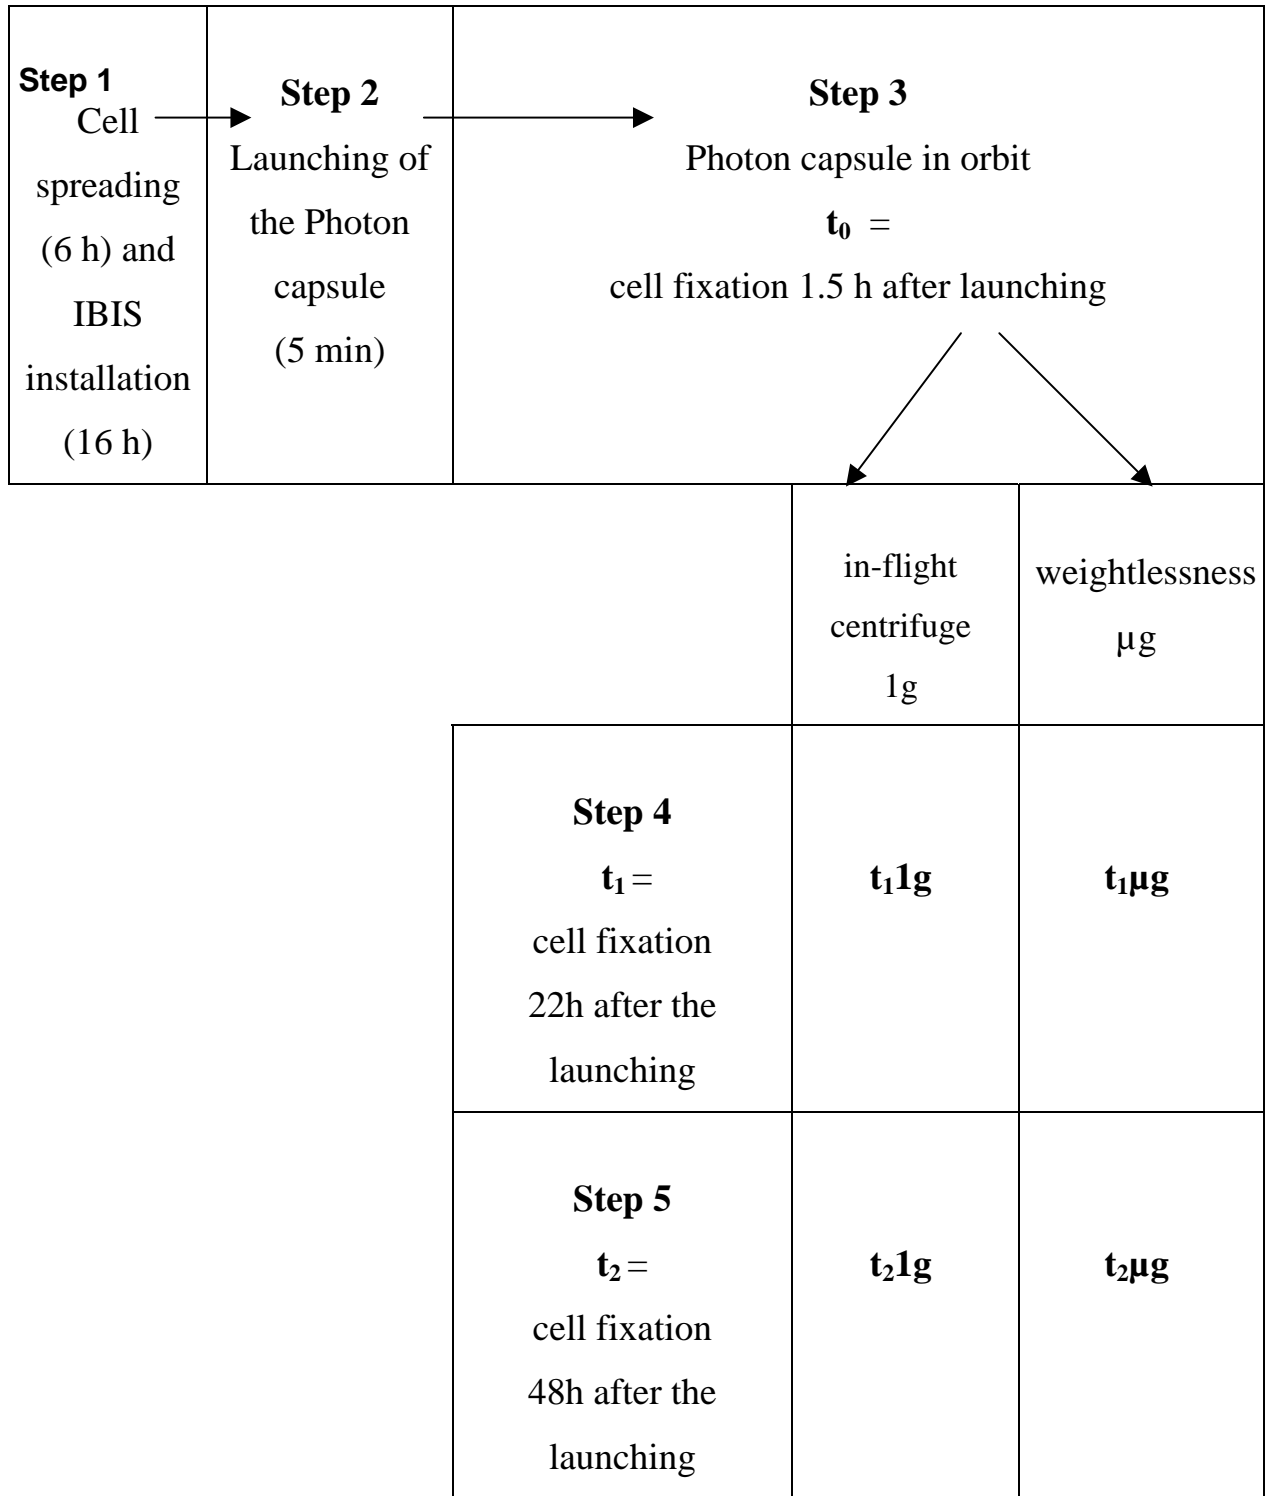 Step 1
Cell
spreading
(6 h) and
IBIS
installation
(16 h)
Step 2
Launching of
the Photon
capsule
(5 min)
Step 3
Photon capsule in orbit
t₀ =
cell fixation 1.5 h after launching
in-flight
centrifuge
1g
weightlessness
µg
Step 4
t₁ =
cell fixation
22h after the
launching
t₁1g
t₁µg
Step 5
t₂ =
cell fixation
48h after the
launching
t₂1g
t₂µg